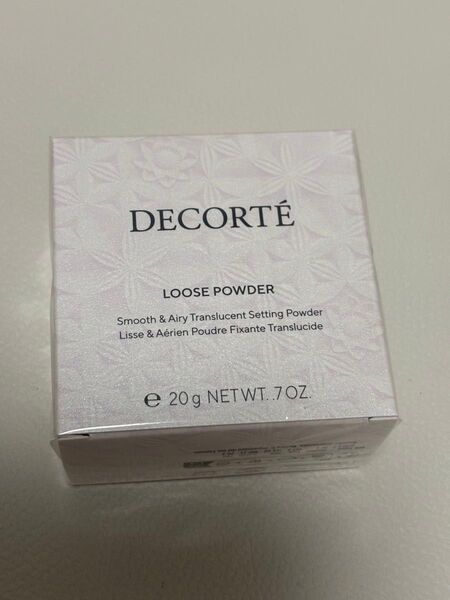 DECORTÉ
LOOSE POWDER
Smooth & Airy Translucent Setting Powder
Lisse & Aérien Poudre Fixante Translucide
℮ 20g NET WT. .7 OZ.